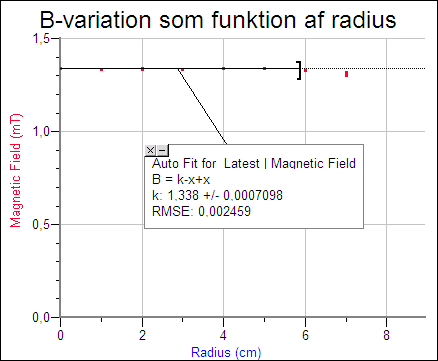 B-variation som funktion af radius
1,5
1,0
0,5
0,0
Magnetic Field (mT)
Auto Fit for Latest | Magnetic Field
B = k-x+x
k: 1,338 +/- 0,0007098
RMSE: 0,002459
0 2 4 6 8
Radius (cm)